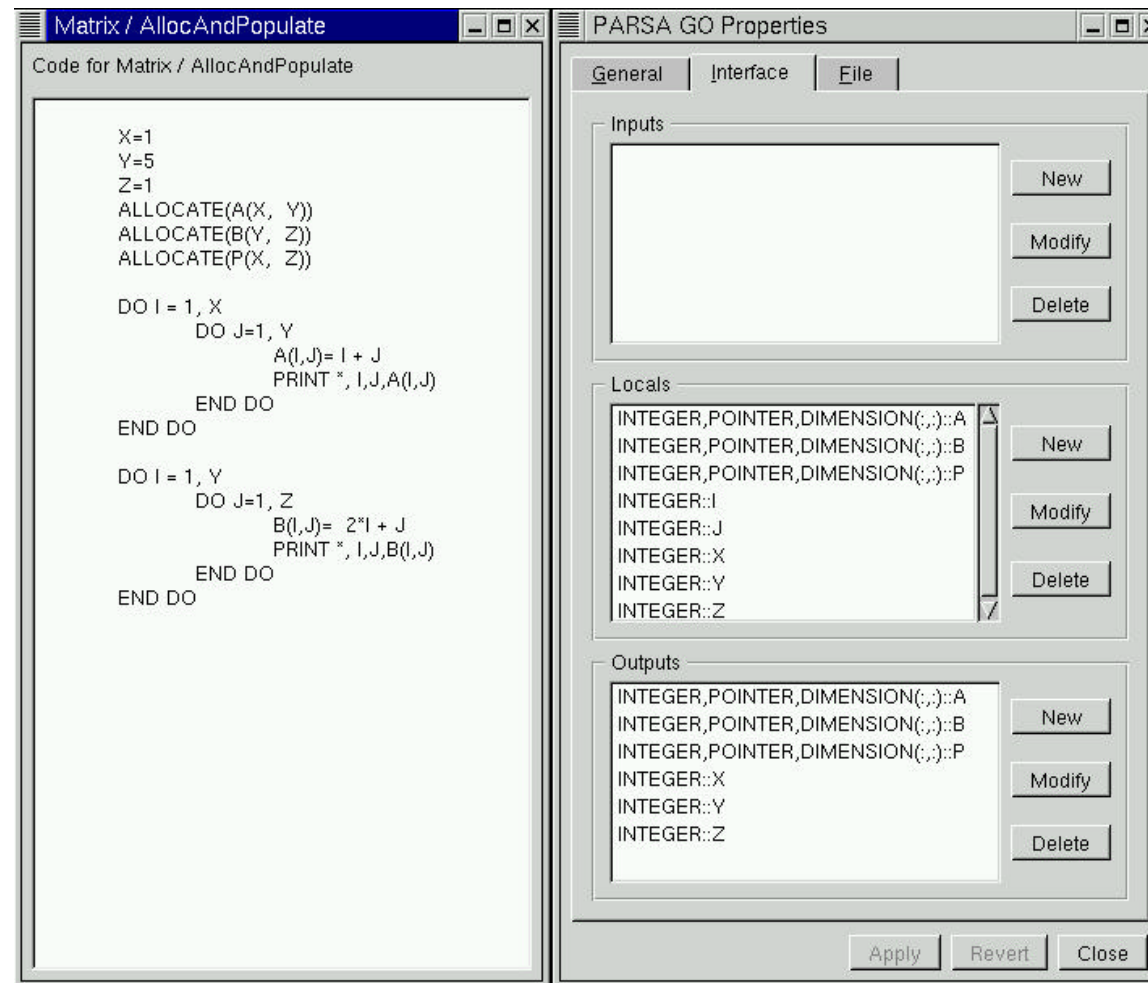 Matrix / AllocAndPopulate
Code for Matrix / AllocAndPopulate
X=1
Y=5
Z=1
ALLOCATE(A(X, Y))
ALLOCATE(B(Y, Z))
ALLOCATE(P(X, Z))
DO I = 1, X
DO J=1, Y
A(I,J)= I + J
PRINT *, I,J,A(I,J)
END DO
END DO
DO I = 1, Y
DO J=1, Z
B(I,J)= 2*I + J
PRINT *, I,J,B(I,J)
END DO
END DO
PARSA GO Properties
General
Interface
File
Inputs
New
Modify
Delete
Locals
INTEGER,POINTER,DIMENSION(:,:)::A
INTEGER,POINTER,DIMENSION(:,:)::B
INTEGER,POINTER,DIMENSION(:,:)::P
INTEGER::I
INTEGER::J
INTEGER::X
INTEGER::Y
INTEGER::Z
New
Modify
Delete
Outputs
INTEGER,POINTER,DIMENSION(:,:)::A
INTEGER,POINTER,DIMENSION(:,:)::B
INTEGER,POINTER,DIMENSION(:,:)::P
INTEGER::X
INTEGER::Y
INTEGER::Z
New
Modify
Delete
Apply
Revert
Close